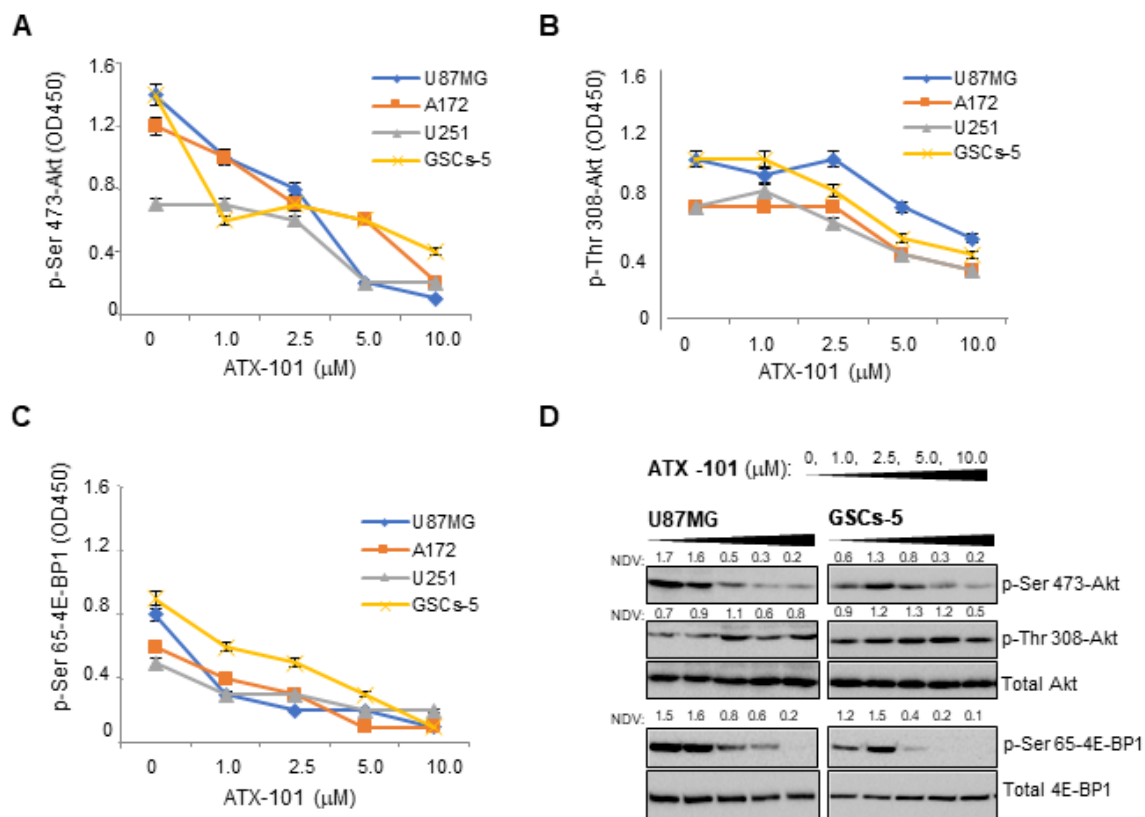 A
1.6
1.2
0.8
0.4
0
p-Ser 473-Akt (OD450)
U87MG
A172
U251
GSCs-5
0 1.0 2.5 5.0 10.0
ATX-101 (μM)
B
1.6
1.2
0.8
0.4
0
p-Thr 308-Akt (OD450)
U87MG
A172
U251
GSCs-5
0 1.0 2.5 5.0 10.0
ATX-101 (μM)
C
1.6
1.2
0.8
0.4
0
p-Ser 65-4E-BP1 (OD450)
U87MG
A172
U251
GSCs-5
0 1.0 2.5 5.0 10.0
ATX-101 (μM)
D
ATX -101 (μM): 0, 1.0, 2.5, 5.0, 10.0
U87MG GSCs-5
NDV: 1.7 1.6 0.5 0.3 0.2 0.6 1.3 0.8 0.3 0.2
p-Ser 473-Akt
NDV: 0.7 0.9 1.1 0.6 0.8 0.9 1.2 1.3 1.2 0.5
p-Thr 308-Akt
Total Akt
NDV: 1.5 1.6 0.8 0.6 0.2 1.2 1.5 0.4 0.2 0.1
p-Ser 65-4E-BP1
Total 4E-BP1